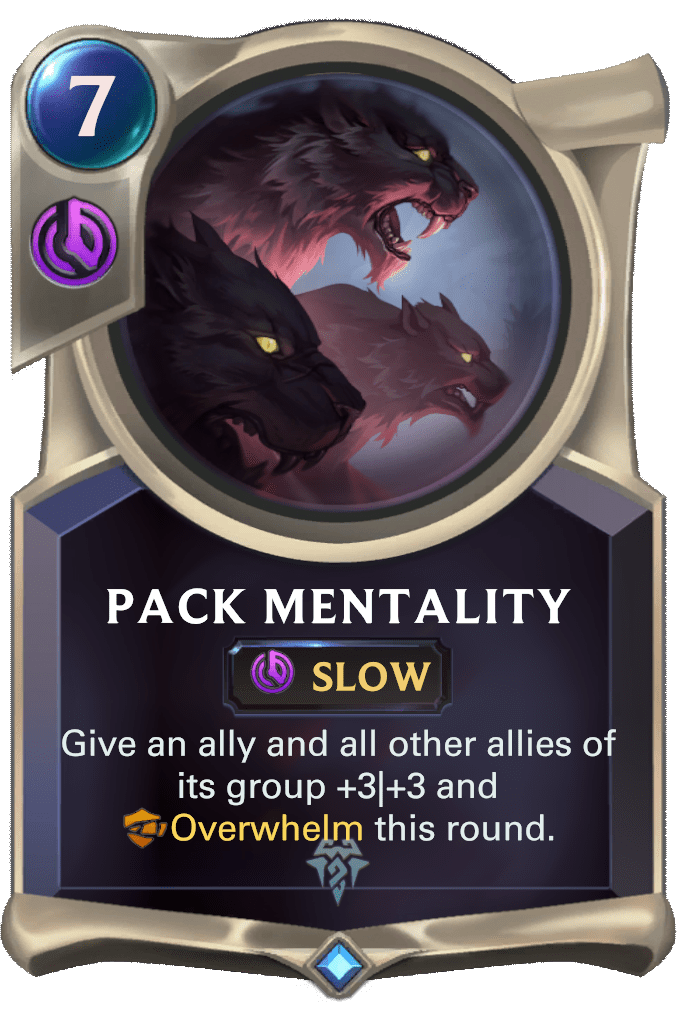 7
PACK MENTALITY
SLOW
Give an ally and all other allies of
its group +3|+3 and
Overwhelm this round.